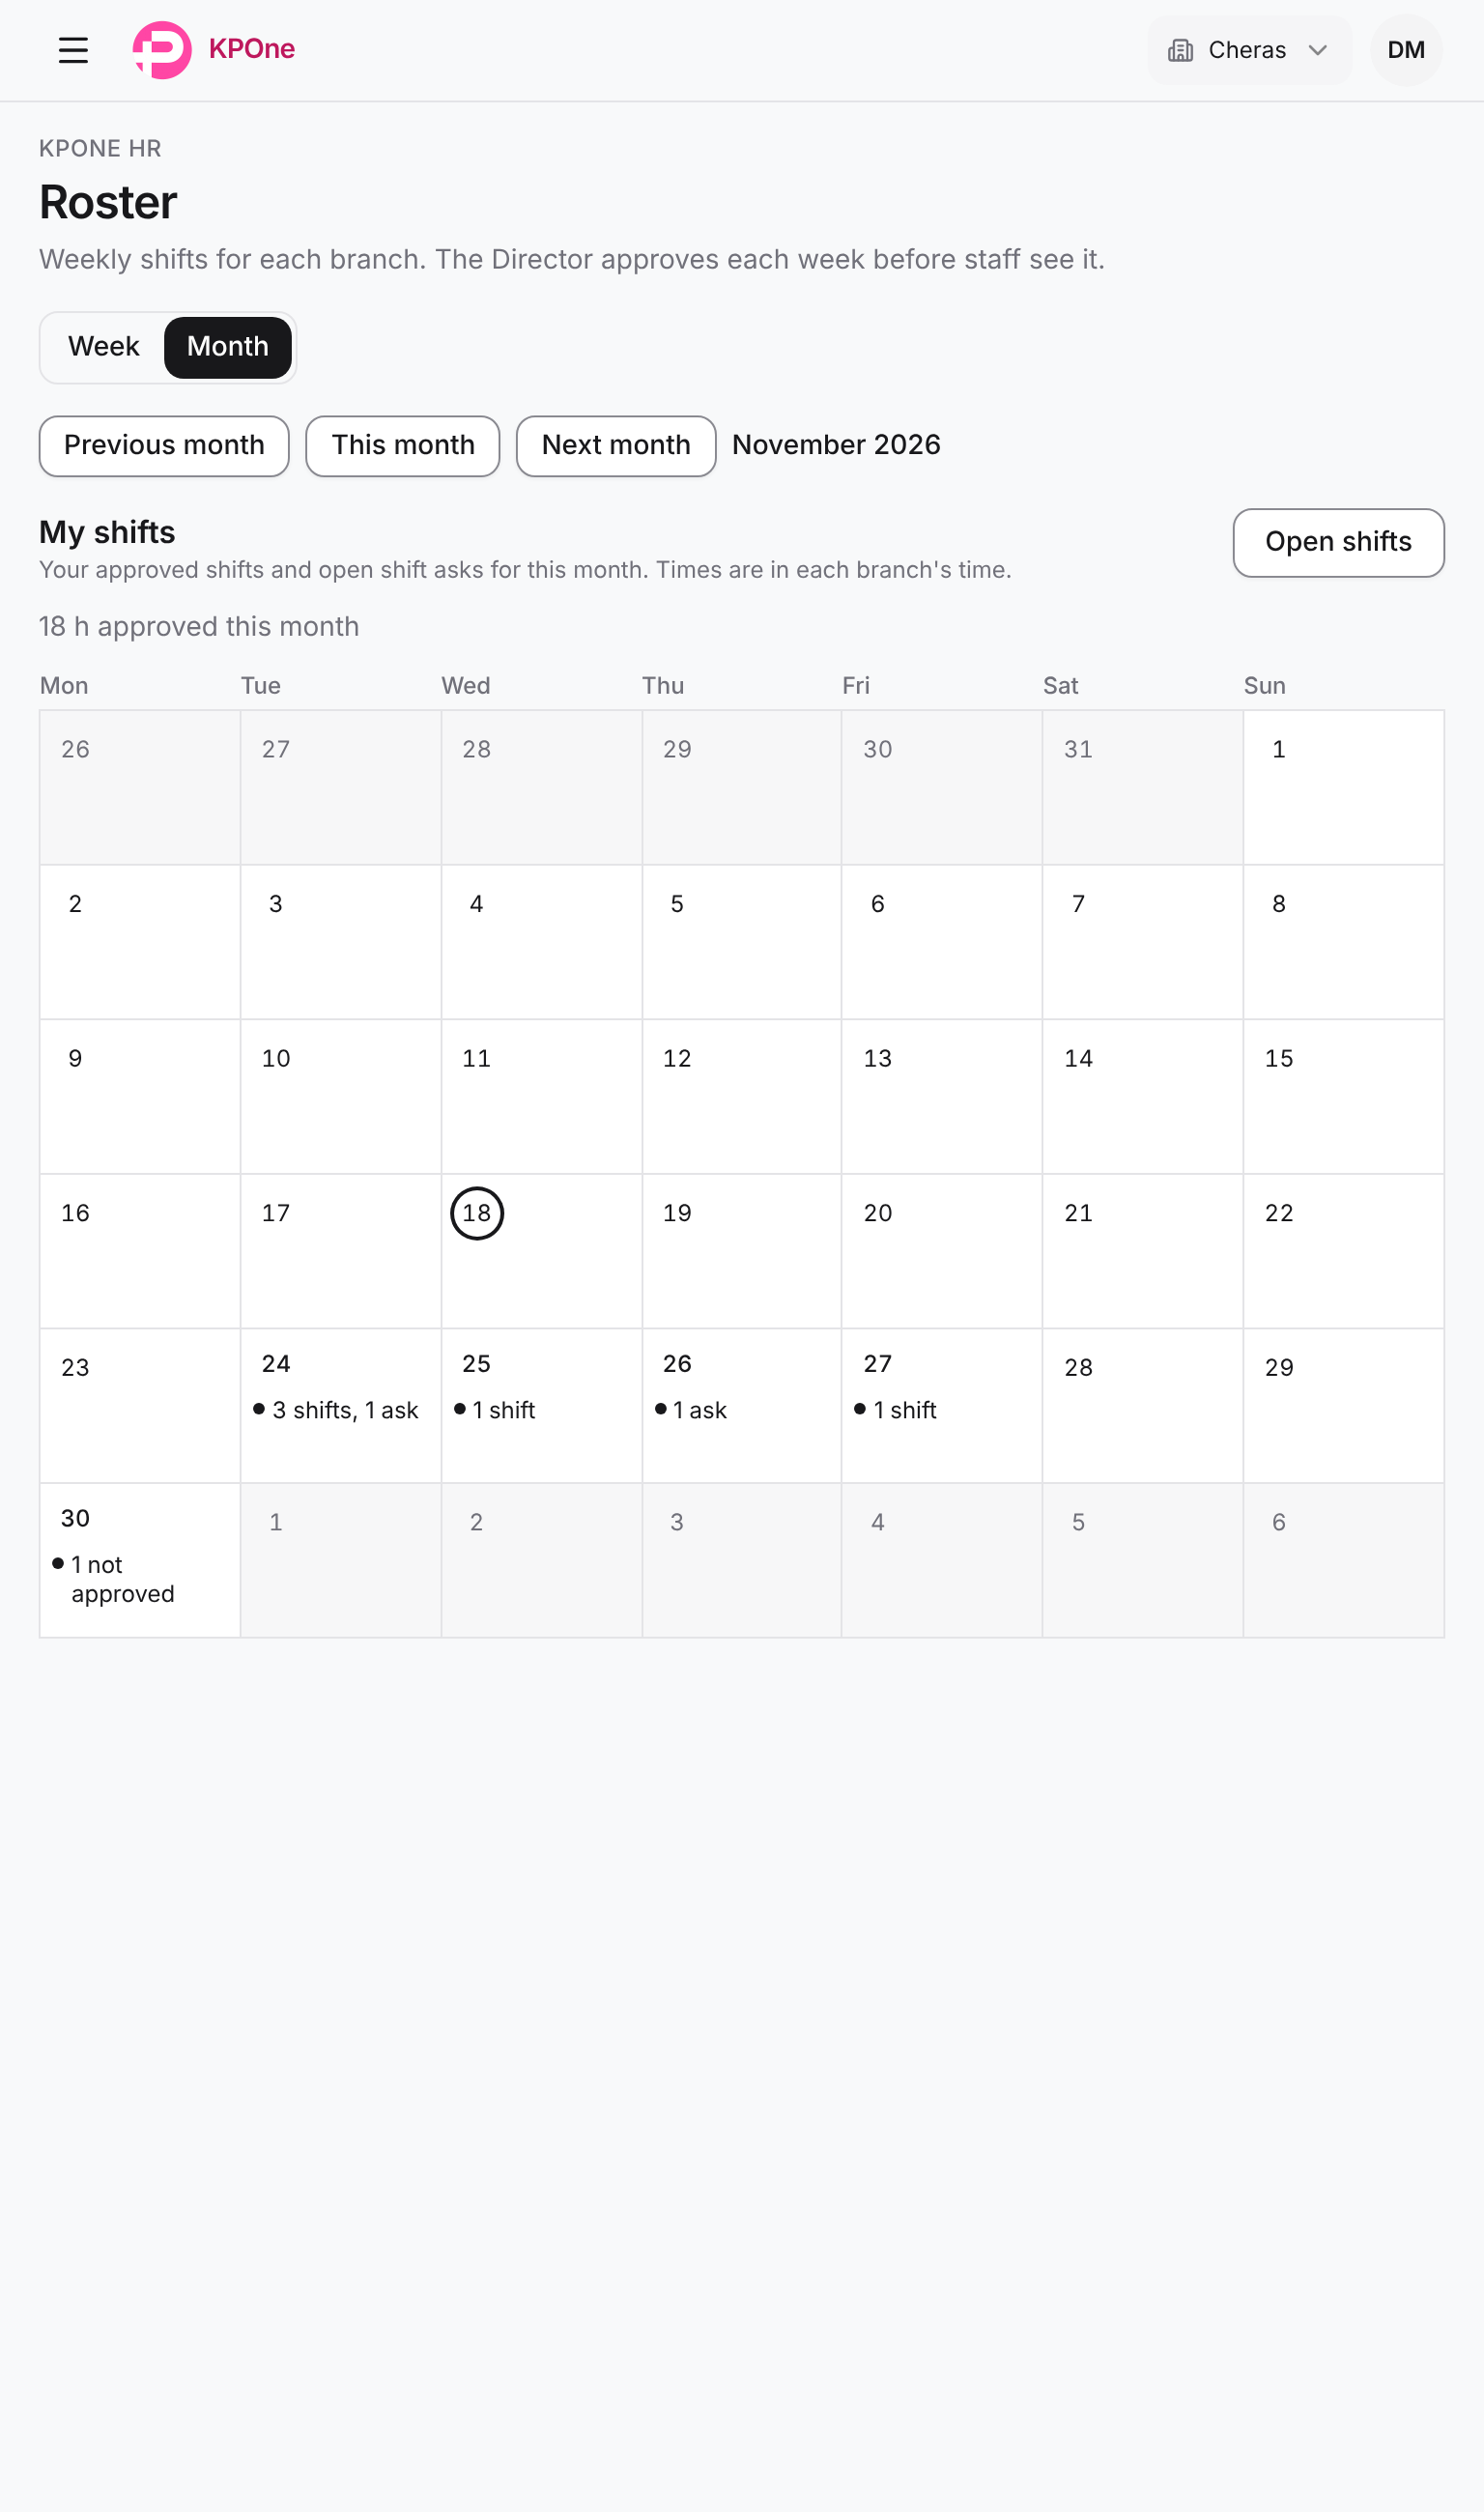 KPOne
Cheras
DM
KPONE HR
Roster
Weekly shifts for each branch. The Director approves each week before staff see it.
Week Month
Previous month This month Next month November 2026
My shifts
Open shifts
Your approved shifts and open shift asks for this month. Times are in each branch's time.
18 h approved this month
Mon Tue Wed Thu Fri Sat Sun
26 27 28 29 30 31 1
2 3 4 5 6 7 8
9 10 11 12 13 14 15
16 17 18 19 20 21 22
23 24 25 26 27 28 29
3 shifts, 1 ask 1 shift 1 ask 1 shift
30 1 2 3 4 5 6
1 not
approved